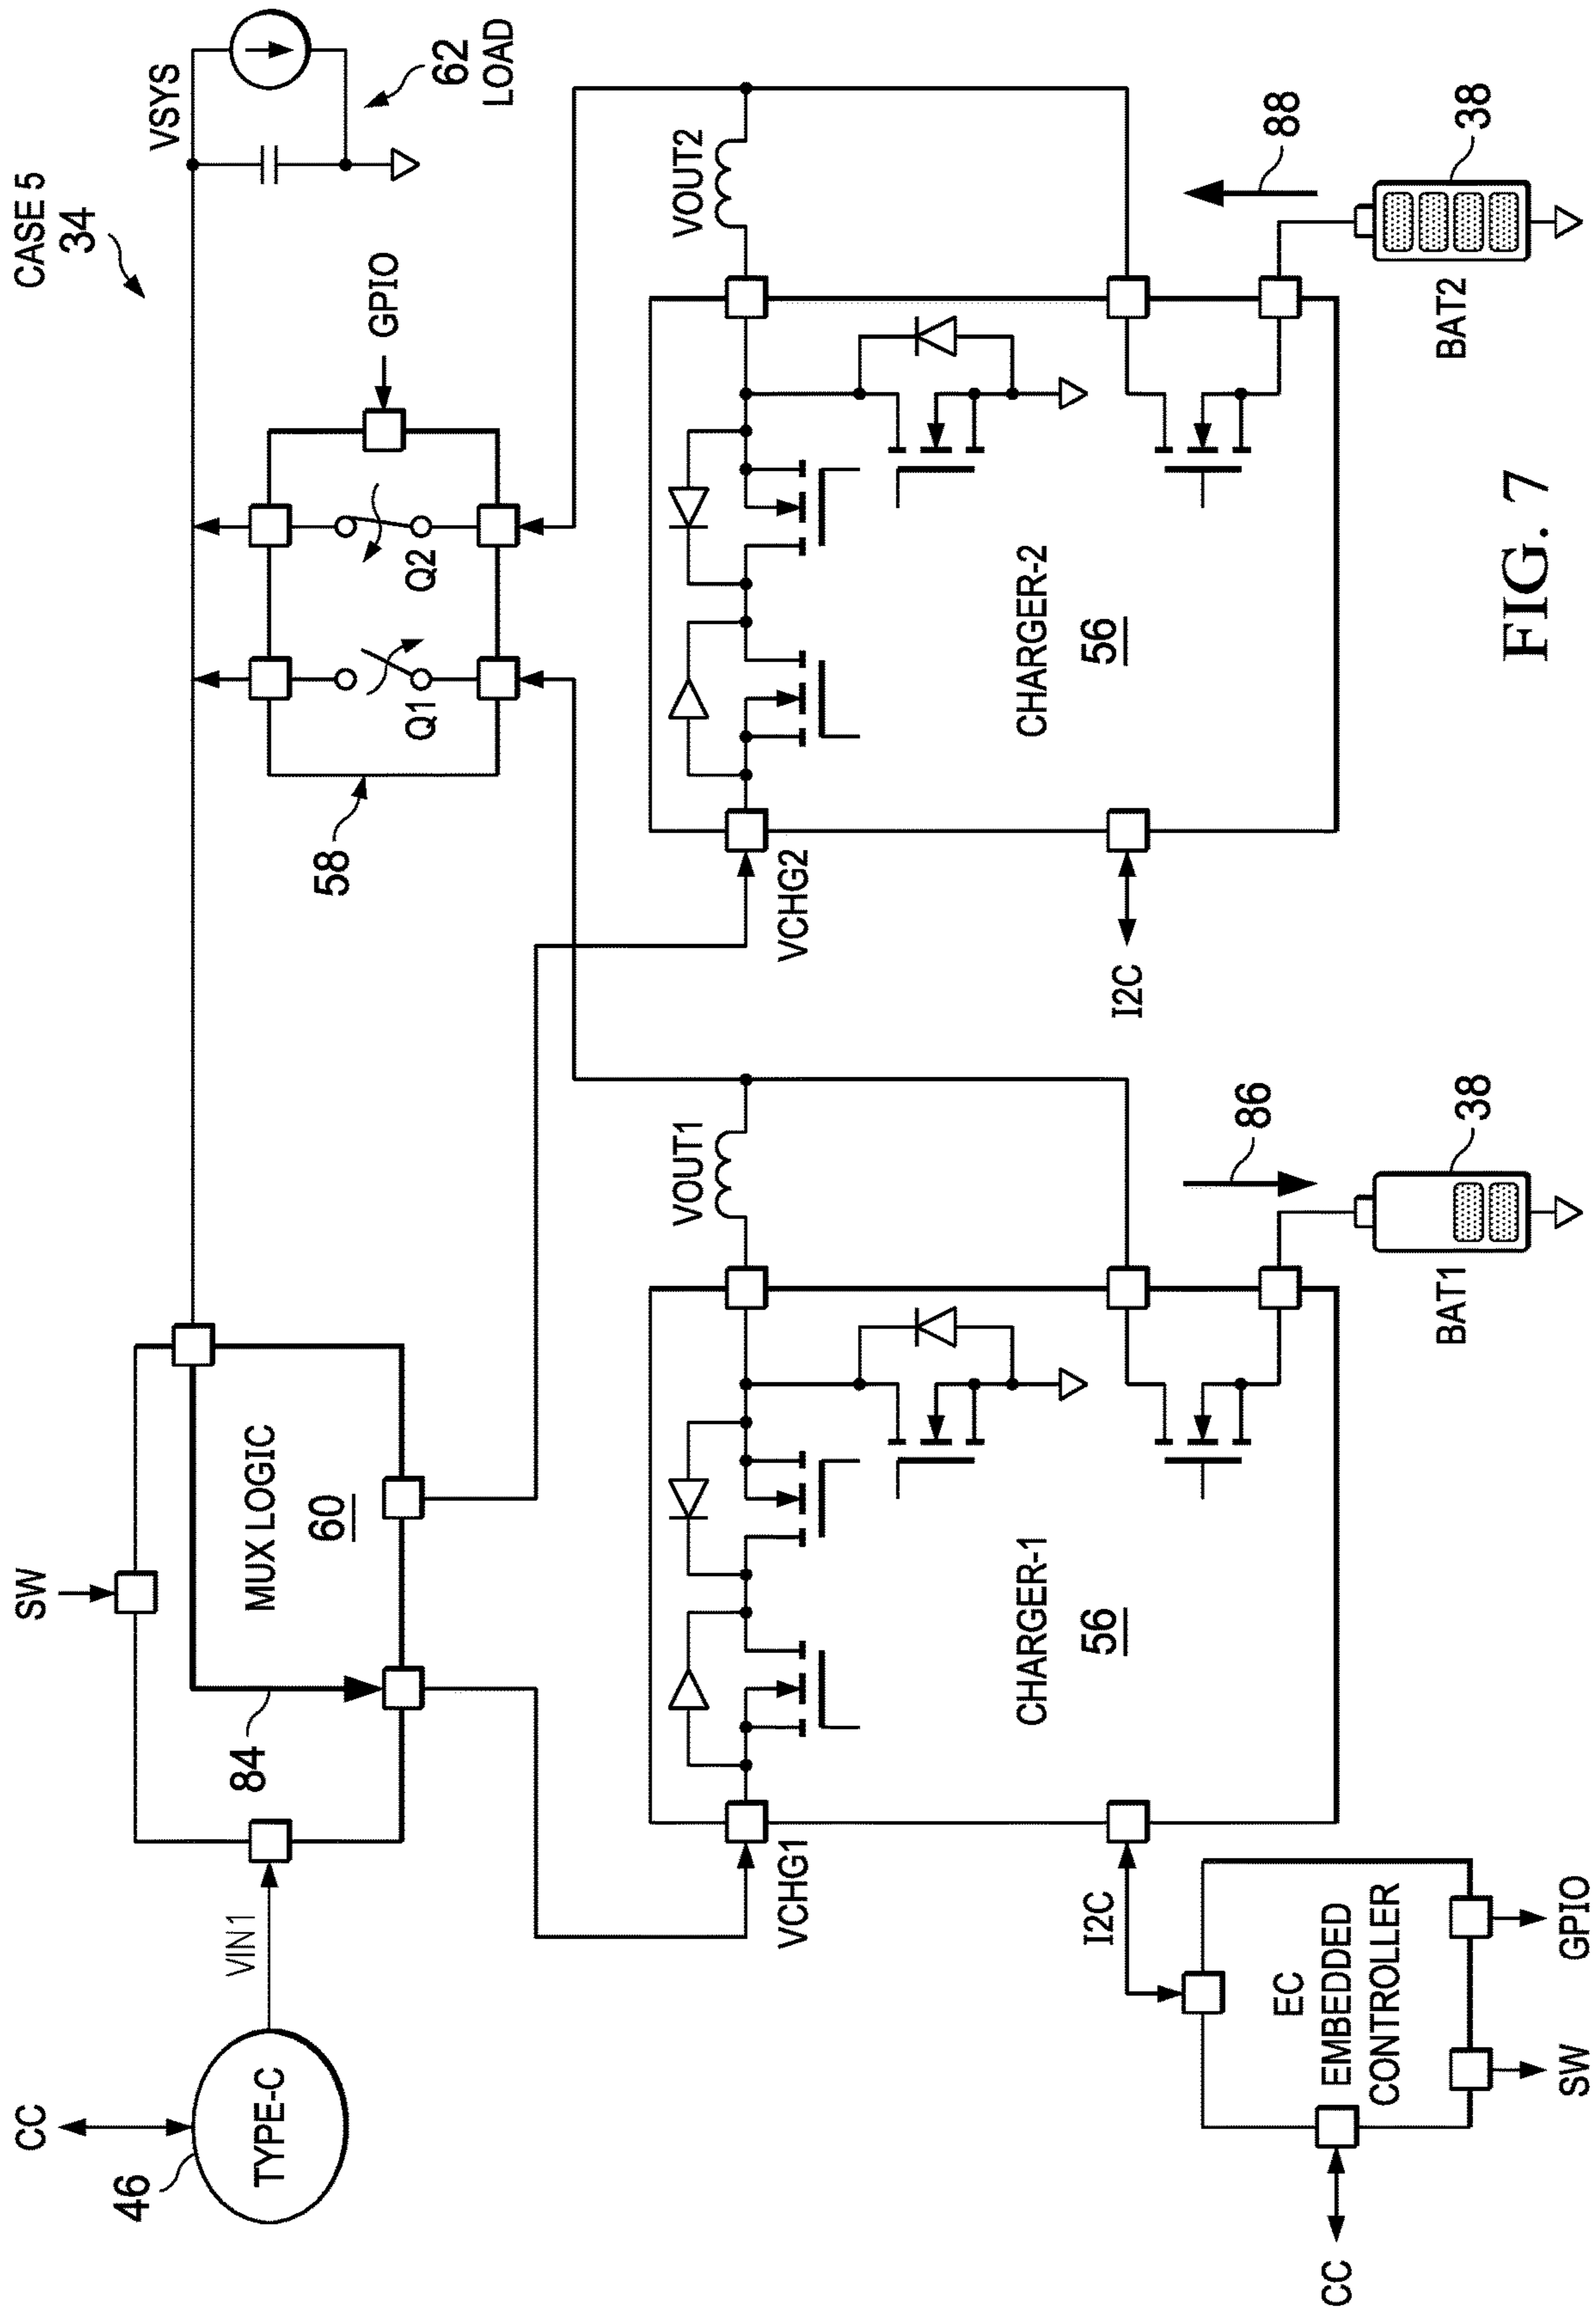 CASE 5
34
VSYS
62
LOAD
GPIO
Q1
Q2
58
SW
MUX LOGIC
60
84
CC
46
TYPE-C
VIN1
VOUT1
VOUT2
VCHG1
VCHG2
CHARGER-1
56
CHARGER-2
56
I2C
I2C
86
88
38
38
BAT1
BAT2
EC
EMBEDDED
CONTROLLER
CC
SW
GPIO
FIG. 7